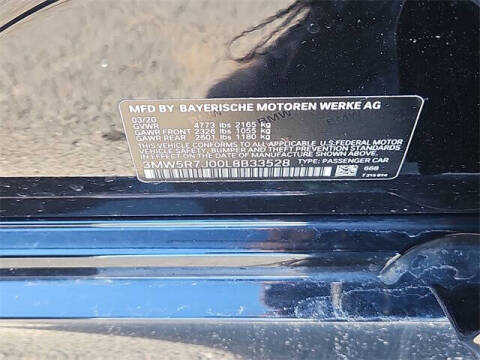 MFD BY BAYERISCHE MOTOREN WERKE AG
03/20
GVWR 4773 lbs 2165 kg
GAWR FRONT 2326 lbs 1055 kg
GAWR REAR 2601 lbs 1180 kg
THIS VEHICLE CONFORMS TO ALL APPLICABLE U.S.FEDERAL MOTOR
VEHICLE SAFETY, BUMPER AND THEFT PREVENTION STANDARDS
IN EFFECT ON THE DATE OF MANUFACTURE SHOWN ABOVE.
3MW5R7J00L8B33528 TYPE: PASSENGER CAR
668